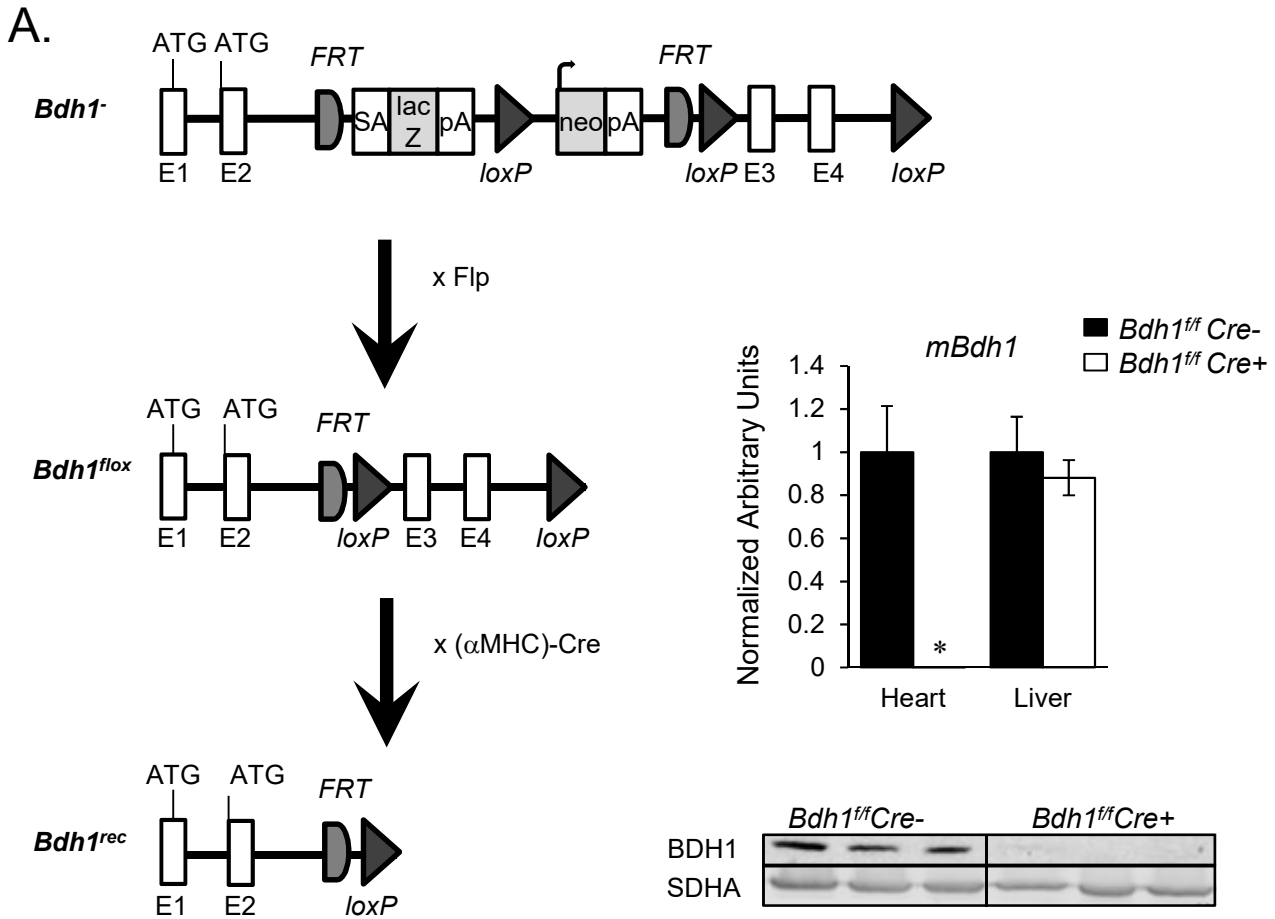 A.
ATG ATG FRT FRT
Bdh1-
SA lac Z pA neo pA
E1 E2 loxP loxP E3 E4 loxP
x Flp
ATG ATG FRT
Bdh1flox
E1 E2 loxP E3 E4 loxP
x (αMHC)-Cre
ATG ATG FRT
Bdh1rec
E1 E2 loxP
mBdh1
Bdh1f/f Cre-
Bdh1f/f Cre+
Normalized Arbitrary Units
1.4
1.2
1
0.8
0.6
0.4
0.2
0
*
Heart Liver
Bdh1f/fCre- Bdh1f/fCre+
BDH1
SDHA